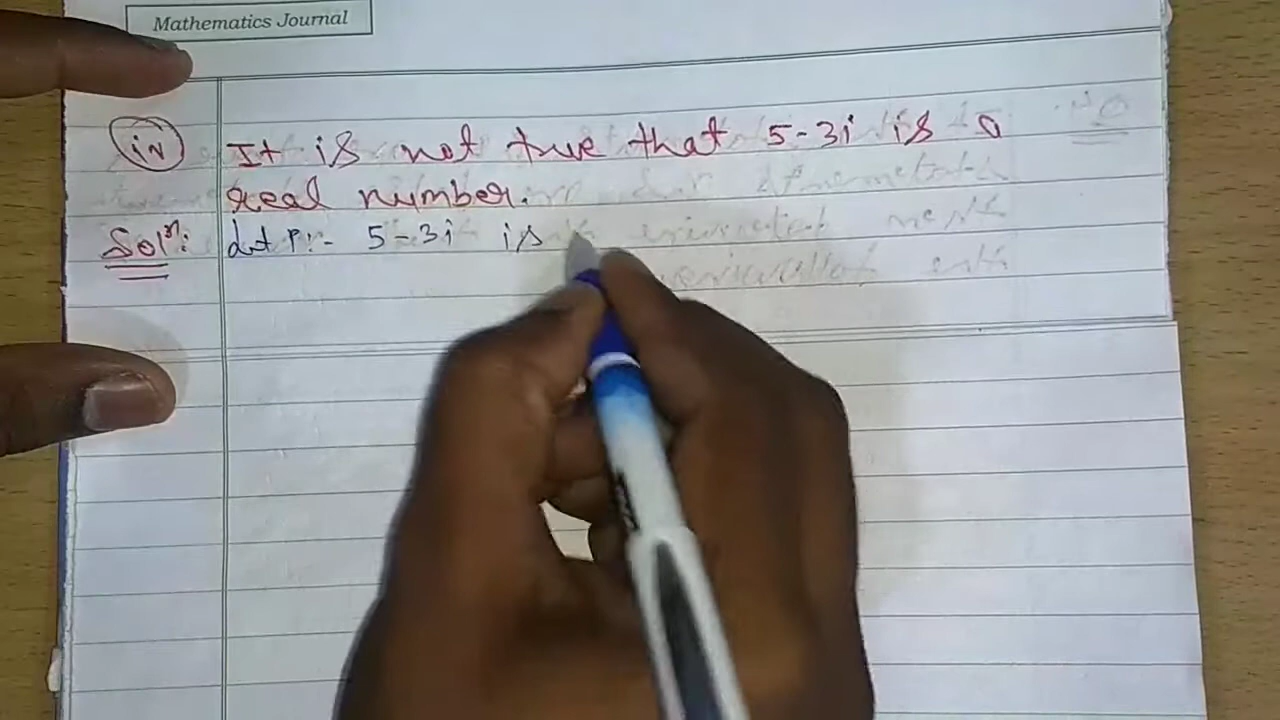 Mathematics Journal
(iv) It is not true that 5-3i is a
real number.
Solⁿ: Let P:- 5-3i is